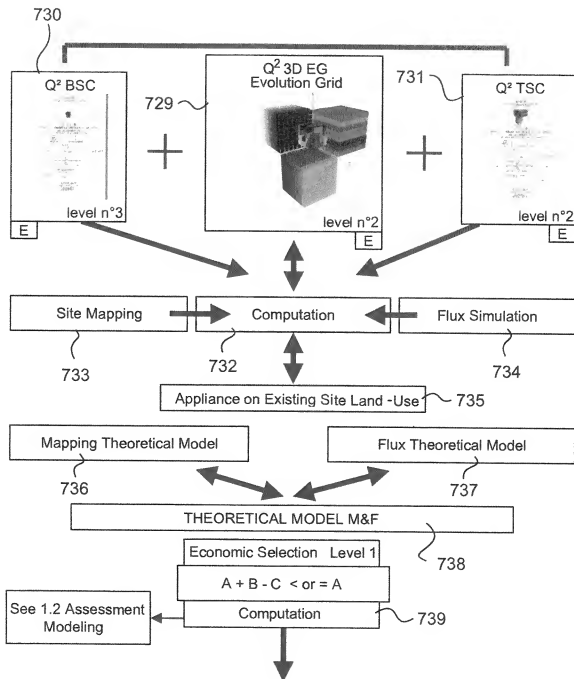 730
Q² BSC
level n°3
E
729
Q² 3D EG
Evolution Grid
level n°2
E
731
Q² TSC
level n°2
E
Site Mapping
Computation
Flux Simulation
733
732
734
Appliance on Existing Site Land -Use
735
Mapping Theoretical Model
Flux Theoretical Model
736
737
THEORETICAL MODEL M&F
738
Economic Selection Level 1
A + B - C < or = A
Computation
739
See 1.2 Assessment
Modeling